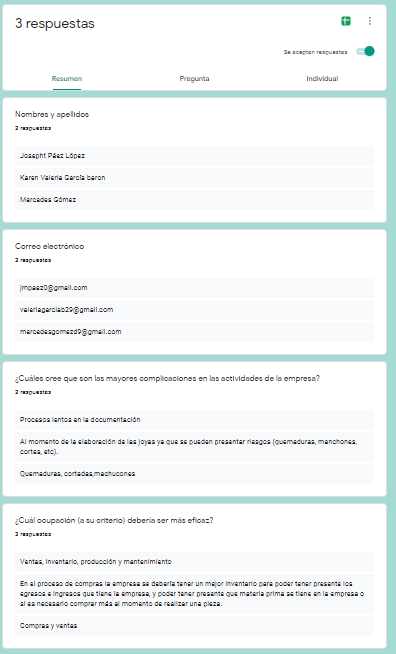 3 respuestas
Se aceptan respuestas
Resumen Pregunta Individual
Nombres y apellidos
3 respuestas
Josepht Páez López
Karen Valeria García baron
Mercedes Gómez
Correo electrónico
3 respuestas
jmpaez0@gmail.com
valeriagarciab29@gmail.com
mercedesgomezd9@gmail.com
¿Cuáles cree que son las mayores complicaciones en las actividades de la empresa?
3 respuestas
Procesos lentos en la documentación
Al momento de la elaboración de las joyas ya que se pueden presentar riesgos (quemaduras, manchones,
cortes, etc).
Quemaduras, cortadas,machucones
¿Cuál ocupación (a su criterio) debería ser más eficaz?
3 respuestas
Ventas, inventario, producción y mantenimiento
En el proceso de compras la empresa se debería tener un mejor inventario para poder tener presente los
egresos e ingresos que tiene la empresa, y poder tener presente que materia prima se tiene en la empresa o
si es necesario comprar más al momento de realizar una pieza.
Compras y ventas